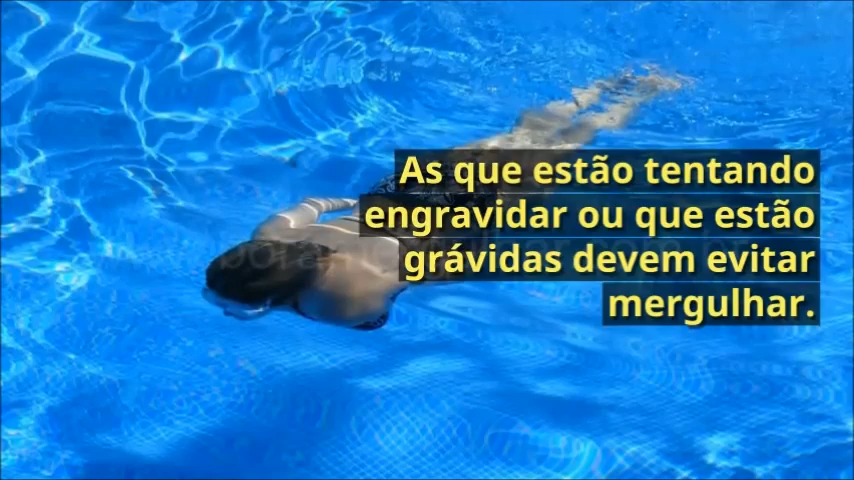 As que estão tentando
engravidar ou que estão
grávidas devem evitar
mergulhar.